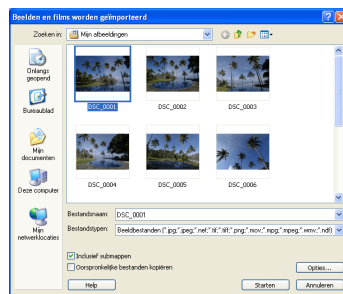 Beelden en films worden geïmporteerd
Zoeken in: Mijn afbeeldingen
Onlangs geopend
Bureaublad
Mijn documenten
Deze computer
Mijn netwerklocaties
DSC_0001 DSC_0002 DSC_0003
DSC_0004 DSC_0005 DSC_0006
Bestandsnaam: DSC_0001
Bestandstypen: Beeldbestanden (*.jpg;*.jpeg;*.nef;*.tif;*.tiff;*.png;*.mov;*.mpg;*.mpeg;*.wmv;*.ndf)
Inclusief submappen
Oorspronkelijke bestanden kopiëren
Opties...
Help Starten Annuleren